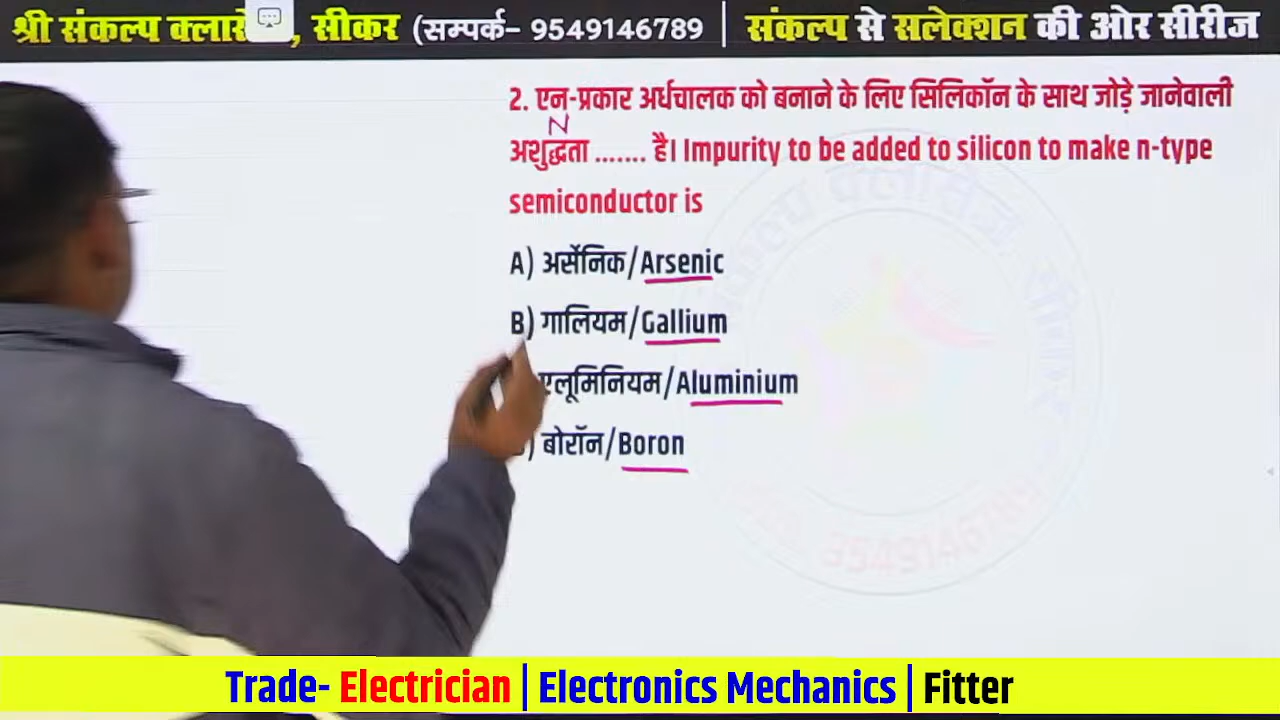 श्री संकल्प क्लासे, सीकर (सम्पर्क– 9549146789 | संकल्प से सलेक्शन की ओर सीरीज
2. एन-प्रकार अर्धचालक को बनाने के लिए सिलिकॉन के साथ जोड़े जानेवाली
N
अशुद्धता ....... है। Impurity to be added to silicon to make n-type
semiconductor is
A) अर्सेनिक/Arsenic
B) गालियम/Gallium
एलूमिनियम/Aluminium
) बोरॉन/Boron
Trade- Electrician | Electronics Mechanics | Fitter